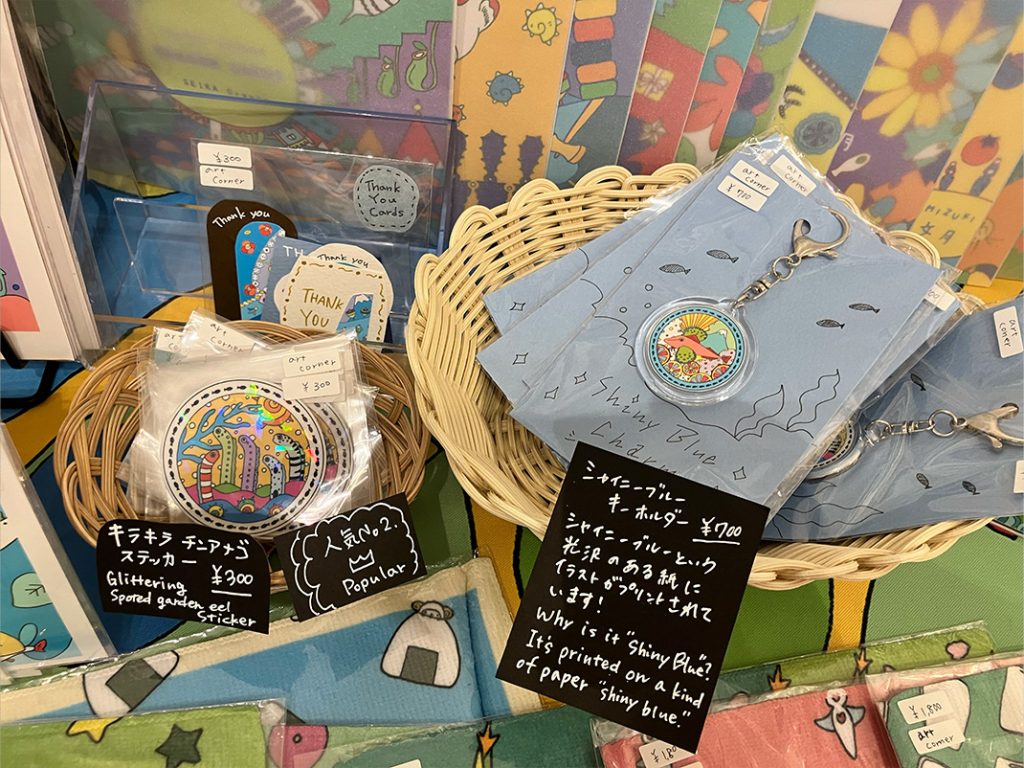 ¥300
art
corner
Thank
You
Cards
Thank you
Thank you
THANK
YOU
art
corner
¥300
キラキラ チンアナゴ
ステッカー ¥300
Glittering
Spored garden eel
Sticker
人気No.2.
Popular
art
corner
¥700
art
corner
Shiny Blue
Charm
シャイニーブルー
キーホルダー ¥700
シャイニーブルーという
光沢のある紙に
イラストがプリントされて
います!
Why is it "Shiny Blue"?
It's printed on a kind
of paper "shiny blue."
art
corner
MIZUKI
¥1,800
art
corner